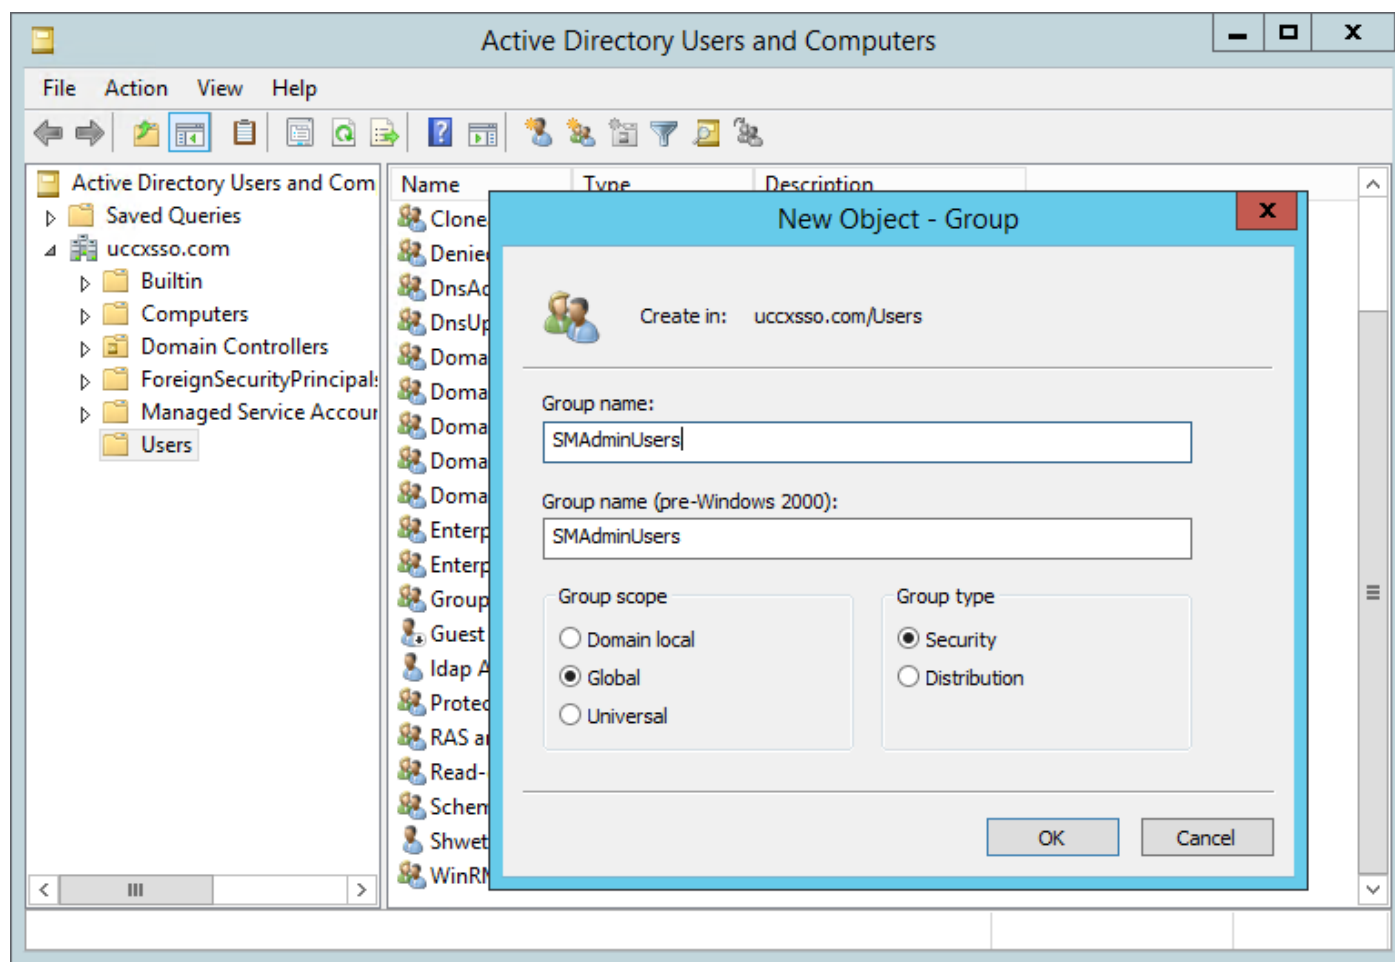 Active Directory Users and Computers
File Action View Help
Active Directory Users and Com
Saved Queries
uccxsso.com
Builtin
Computers
Domain Controllers
ForeignSecurityPrincipal
Managed Service Accou
Users
Name Type Description
Clone
Denie
DnsAc
DnsUp
Doma
Doma
Doma
Doma
Doma
Enterp
Enterp
Group
Guest
ldap A
Protec
RAS a
Read-
Schem
Shwet
WinR
New Object - Group
Create in: uccxsso.com/Users
Group name:
SMAdminUsers
Group name (pre-Windows 2000):
SMAdminUsers
Group scope
Domain local
Global
Universal
Group type
Security
Distribution
OK Cancel